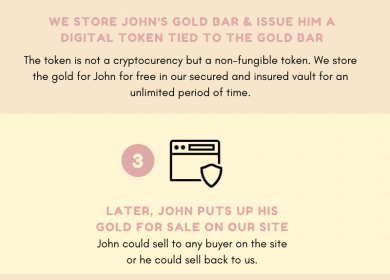 WE STORE JOHN'S GOLD BAR & ISSUE HIM A
DIGITAL TOKEN TIED TO THE GOLD BAR
The token is not a cryptocurency but a non-fungible token. We store
the gold for John for free in our secured and insured vault for an
unlimited period of time.
3
LATER, JOHN PUTS UP HIS
GOLD FOR SALE ON OUR SITE
John could sell to any buyer on the site
or he could sell back to us.